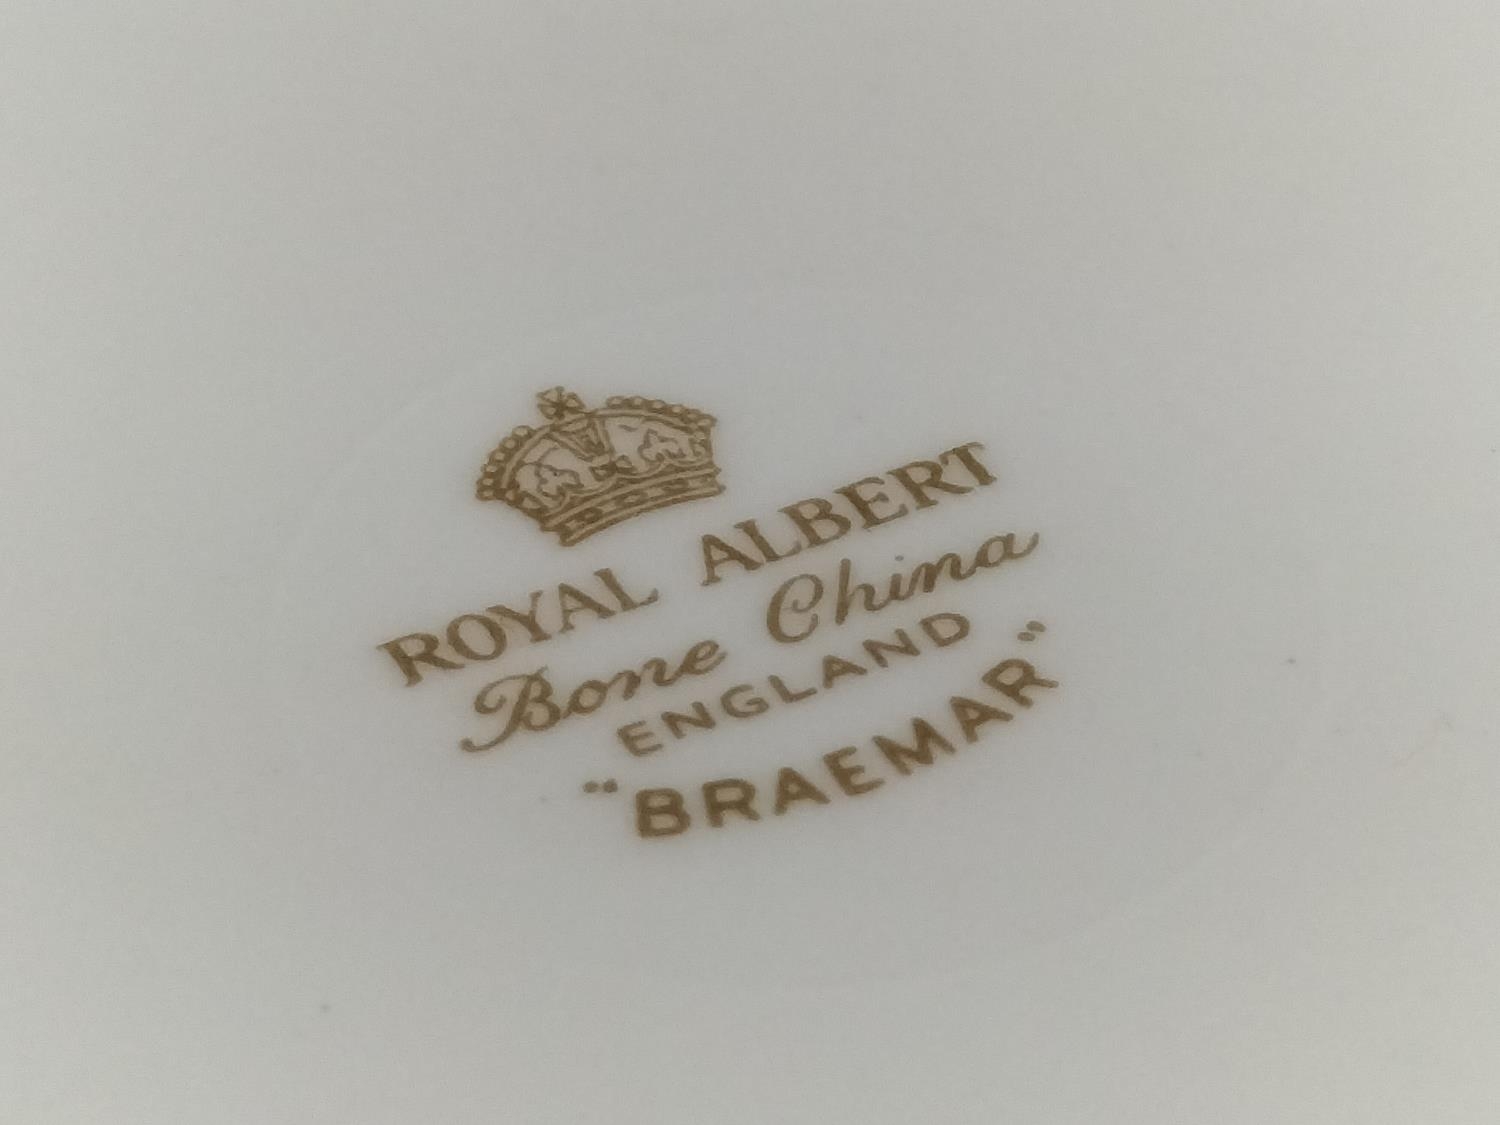 ROYAL ALBERT
Bone China
ENGLAND
"BRAEMAR"